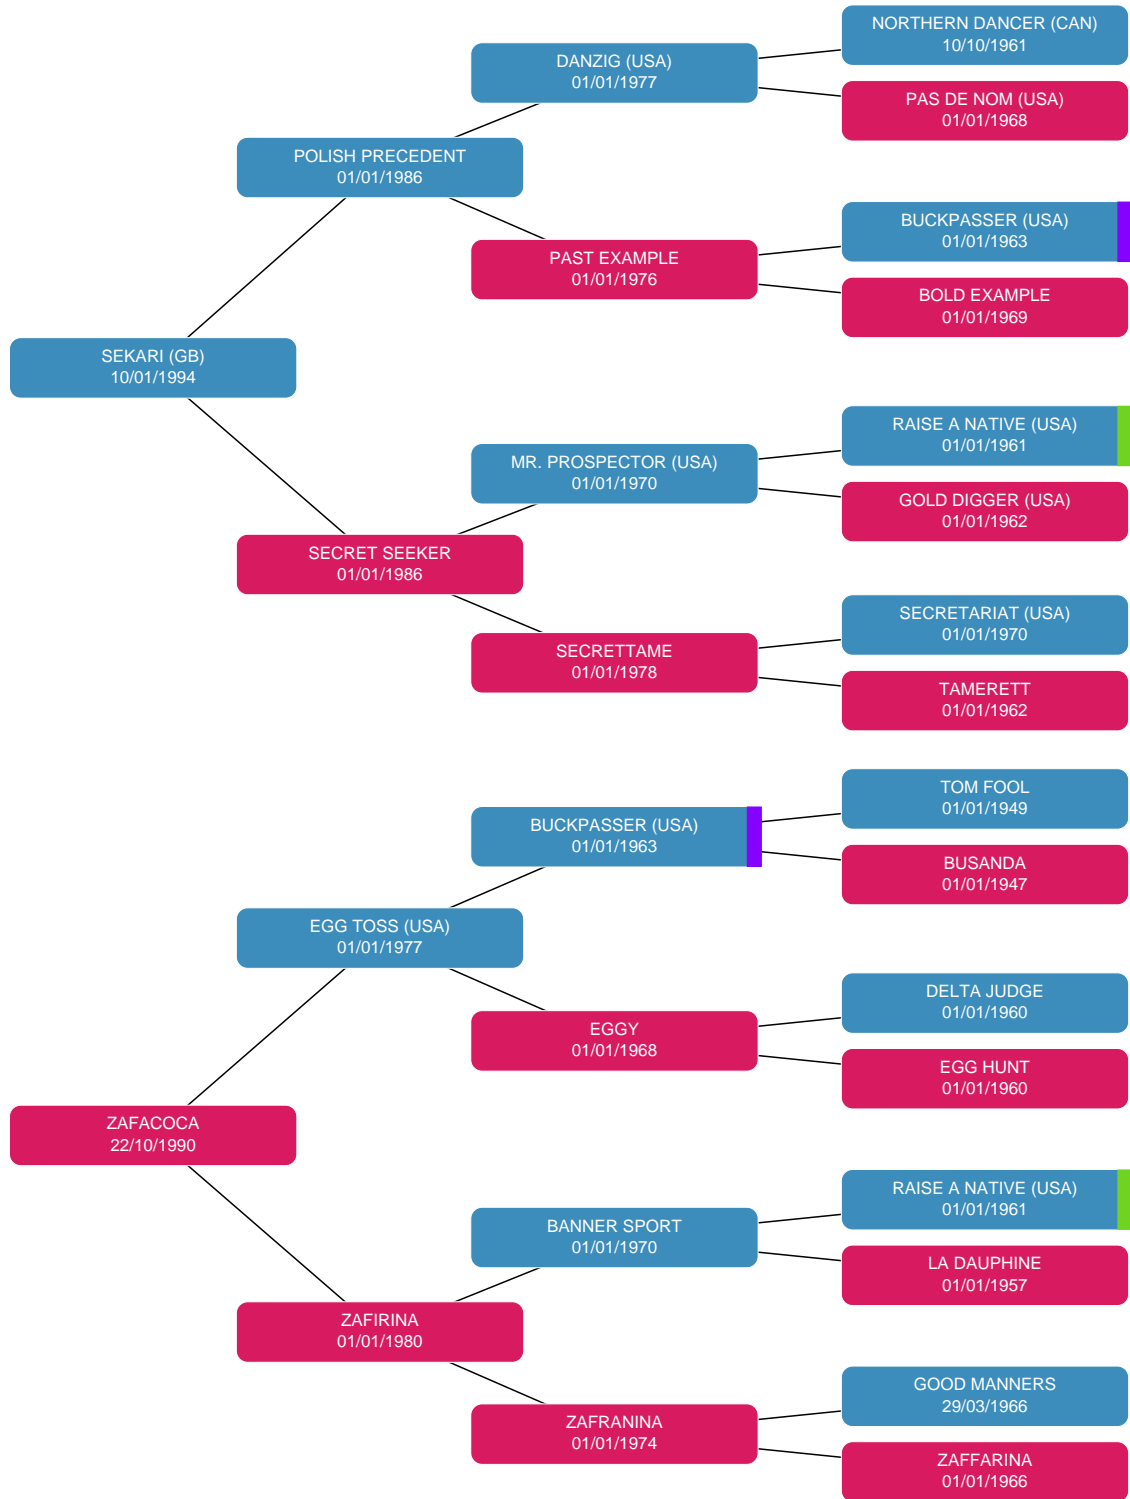 NORTHERN DANCER (CAN)
10/10/1961
DANZIG (USA)
01/01/1977
PAS DE NOM (USA)
01/01/1968
POLISH PRECEDENT
01/01/1986
BUCKPASSER (USA)
01/01/1963
PAST EXAMPLE
01/01/1976
BOLD EXAMPLE
01/01/1969
SEKARI (GB)
10/01/1994
RAISE A NATIVE (USA)
01/01/1961
MR. PROSPECTOR (USA)
01/01/1970
GOLD DIGGER (USA)
01/01/1962
SECRET SEEKER
01/01/1986
SECRETARIAT (USA)
01/01/1970
SECRETTAME
01/01/1978
TAMERETT
01/01/1962
TOM FOOL
01/01/1949
BUCKPASSER (USA)
01/01/1963
BUSANDA
01/01/1947
EGG TOSS (USA)
01/01/1977
DELTA JUDGE
01/01/1960
EGGY
01/01/1968
EGG HUNT
01/01/1960
ZAFACOCA
22/10/1990
RAISE A NATIVE (USA)
01/01/1961
BANNER SPORT
01/01/1970
LA DAUPHINE
01/01/1957
ZAFIRINA
01/01/1980
GOOD MANNERS
29/03/1966
ZAFRANINA
01/01/1974
ZAFFARINA
01/01/1966